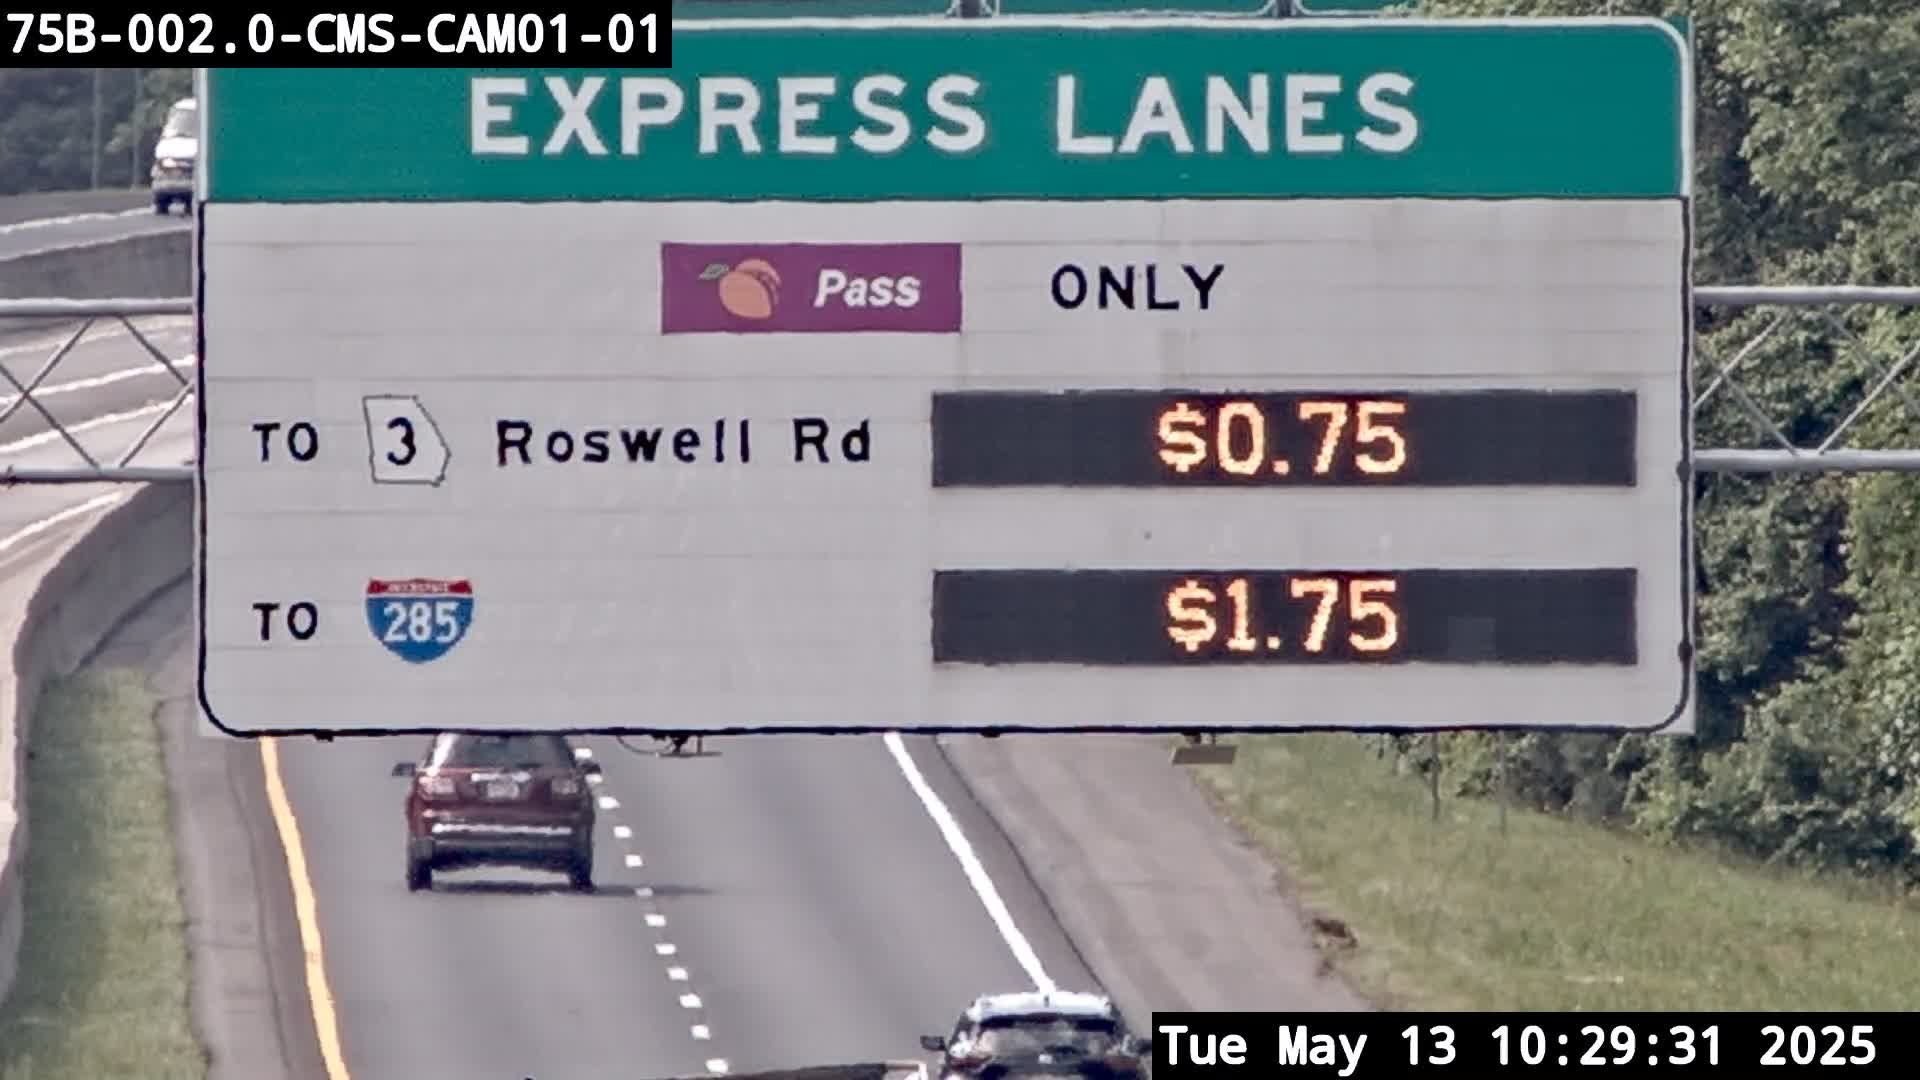 75B-002.0-CMS-CAM01-01
EXPRESS LANES
Pass ONLY
TO 3 Roswell Rd $0.75
TO INTERSTATE 285 $1.75
Tue May 13 10:29:31 2025